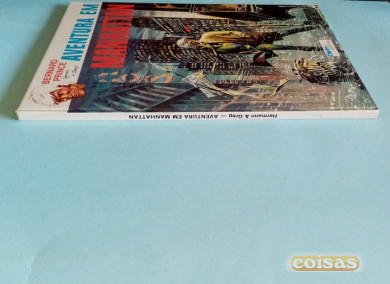 BERNARD
PRINCE
AVENTURA EM
MANHATTAN
Hermann & Greg — AVENTURA EM MANHATTAN
coisas